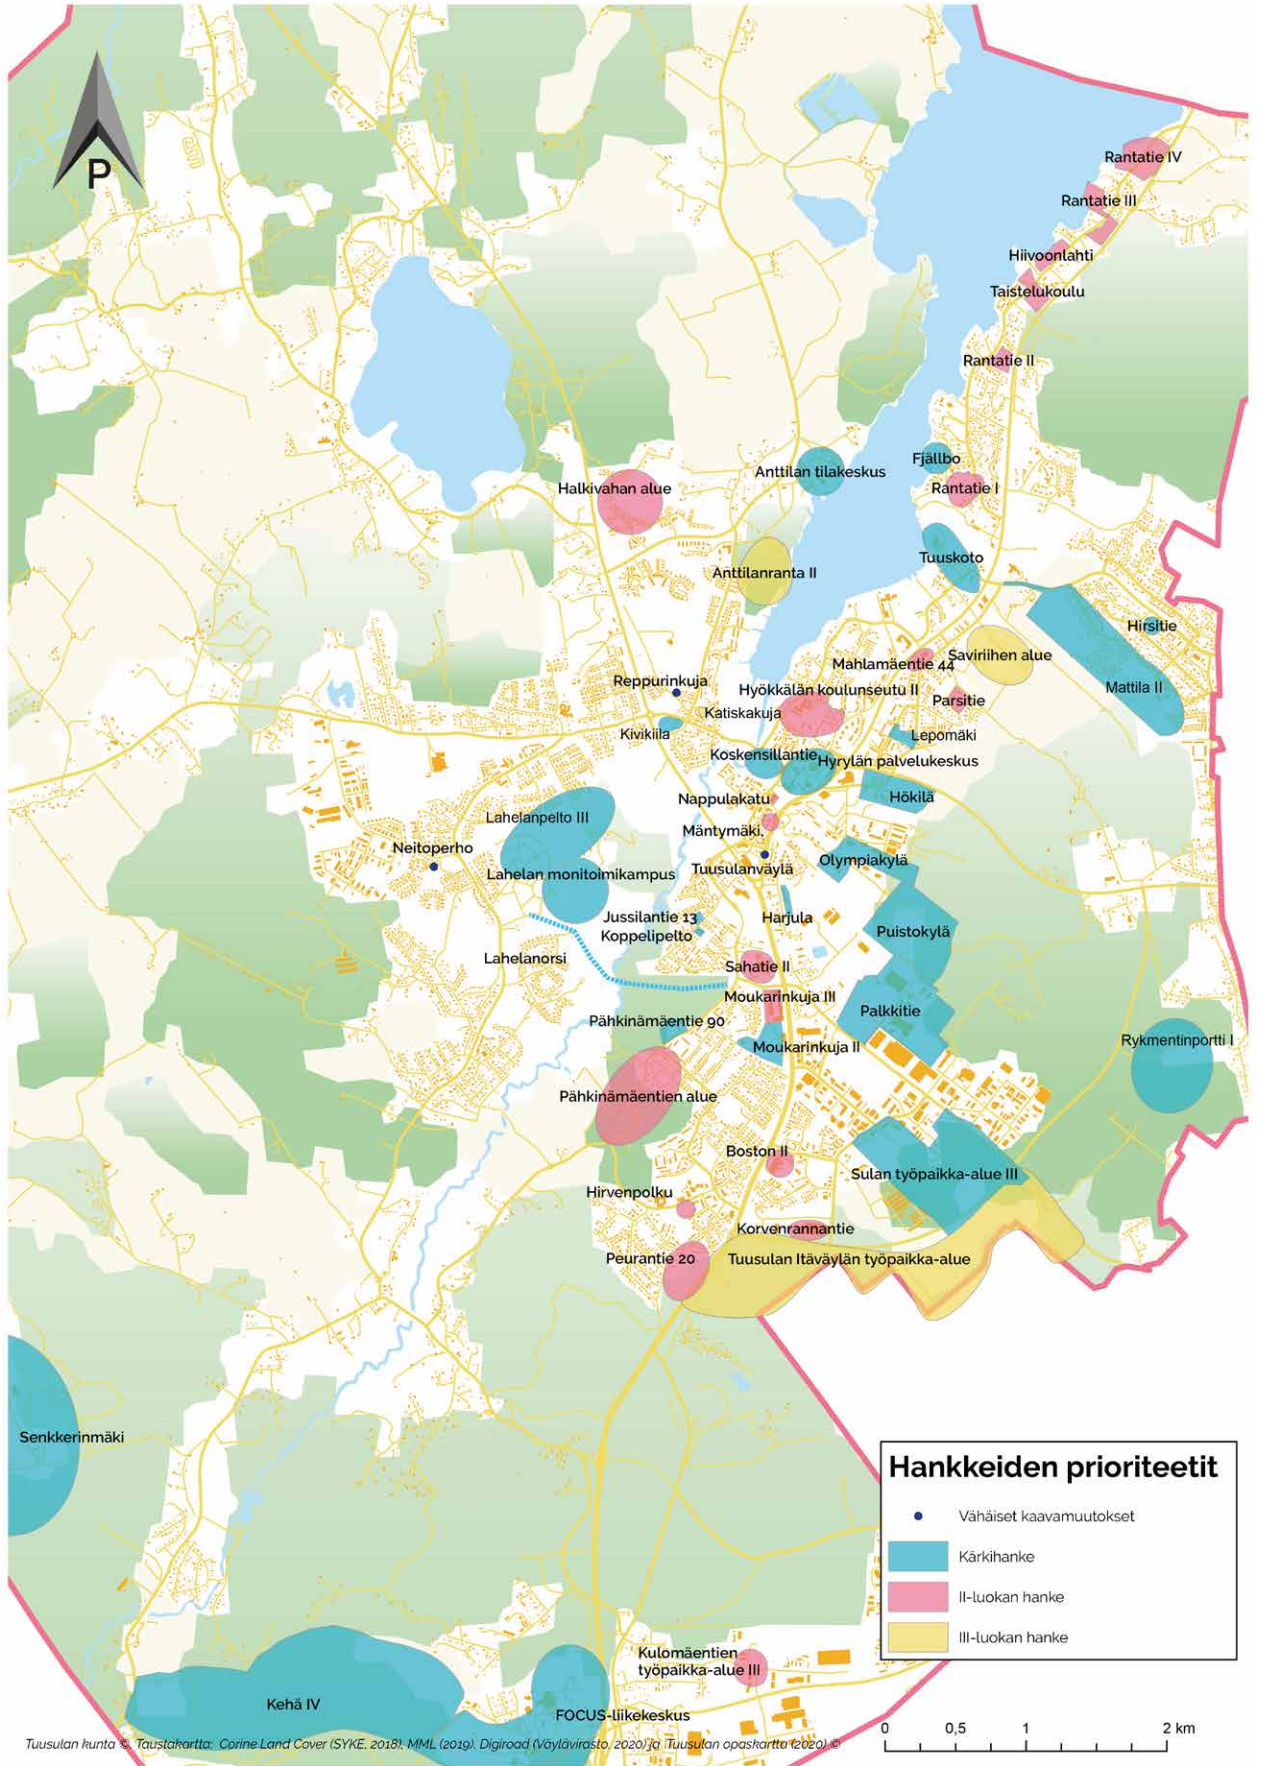 P
Rantatie IV
Rantatie III
Hiivoonlahti
Taistelukoulu
Rantatie II
Fjällbo
Anttilan tilakeskus
Halkivahan alue
Rantatie I
Tuuskoto
Anttilanranta II
Hirsitie
Saviriihen alue
Mahlamäentie 44
Reppurinkuja
Mattila II
Hyökkälän koulunseutu II
Parsitie
Katiskakuja
Kivikiila
Lepomäki
Koskensillantie
Hyrylän palvelukeskus
Nappulakatu
Hökilä
Lahelanpelto III
Mäntymäki,
Neitoperho
Olympiakylä
Tuusulanväylä
Lahelan monitoimikampus
Jussilantie 13
Harjula
Koppelipelto
Puistokylä
Lahelanorsi
Sahatie II
Moukarinkuja III
Palkkitie
Pähkinämäentie 90
Rykmentinportti I
Moukarinkuja II
Pähkinämäentien alue
Boston II
Sulan työpaikka-alue III
Hirvenpolku
Korvenrannantie
Peurantie 20
Tuusulan Itäväylän työpaikka-alue
Senkkerinmäki
Hankkeiden prioriteetit
Vähäiset kaavamuutokset
Kärkihanke
II-luokan hanke
III-luokan hanke
Kulomäentien
työpaikka-alue III
Kehä IV
FOCUS-liikekeskus
0 0,5 1 2 km
Tuusulan kunta ©, Taustakartta: Corine Land Cover (SYKE, 2018), MML (2019), Digiroad (Väylävirasto, 2020) ja Tuusulan opaskartta (2020) ©